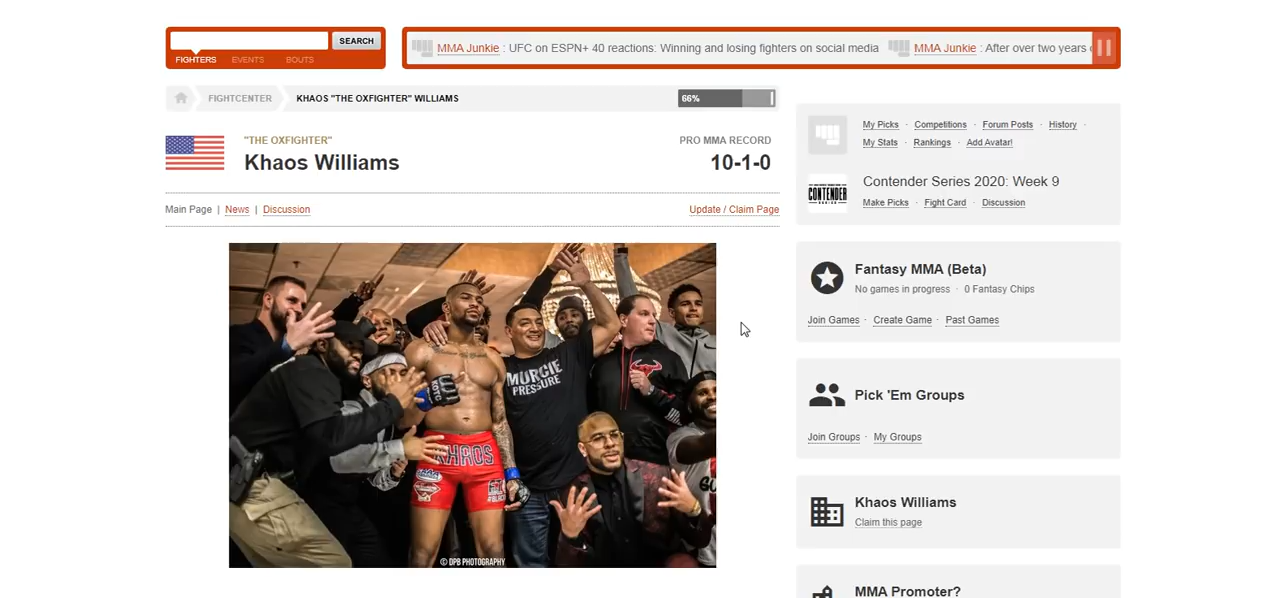 SEARCH
FIGHTERS EVENTS BOUTS
MMA Junkie : UFC on ESPN+ 40 reactions: Winning and losing fighters on social media MMA Junkie : After over two years
FIGHTCENTER KHAOS "THE OXFIGHTER" WILLIAMS
66%
"THE OXFIGHTER"
Khaos Williams
PRO MMA RECORD
10-1-0
Main Page | News | Discussion
Update / Claim Page
MURCIE
PRESSURE
KHAOS
© DPB PHOTOGRAPHY
My Picks · Competitions · Forum Posts · History ·
My Stats · Rankings · Add Avatar!
CONTENDER
SERIES
Contender Series 2020: Week 9
Make Picks · Fight Card · Discussion
Fantasy MMA (Beta)
No games in progress · 0 Fantasy Chips
Join Games · Create Game · Past Games
Pick 'Em Groups
Join Groups · My Groups
Khaos Williams
Claim this page
MMA Promoter?